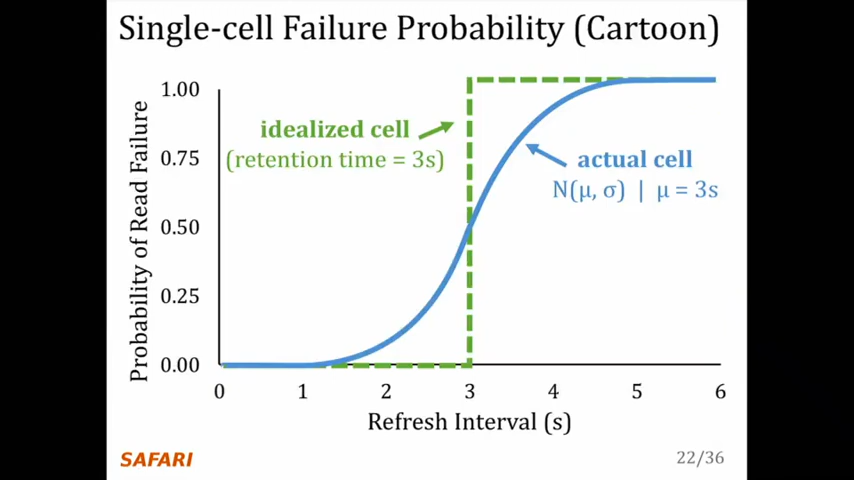 Single-cell Failure Probability (Cartoon)
Probability of Read Failure
1.00
0.75
0.50
0.25
0.00
idealized cell
(retention time = 3s)
actual cell
N(μ, σ) | μ = 3s
0 1 2 3 4 5 6
Refresh Interval (s)
SAFARI
22/36